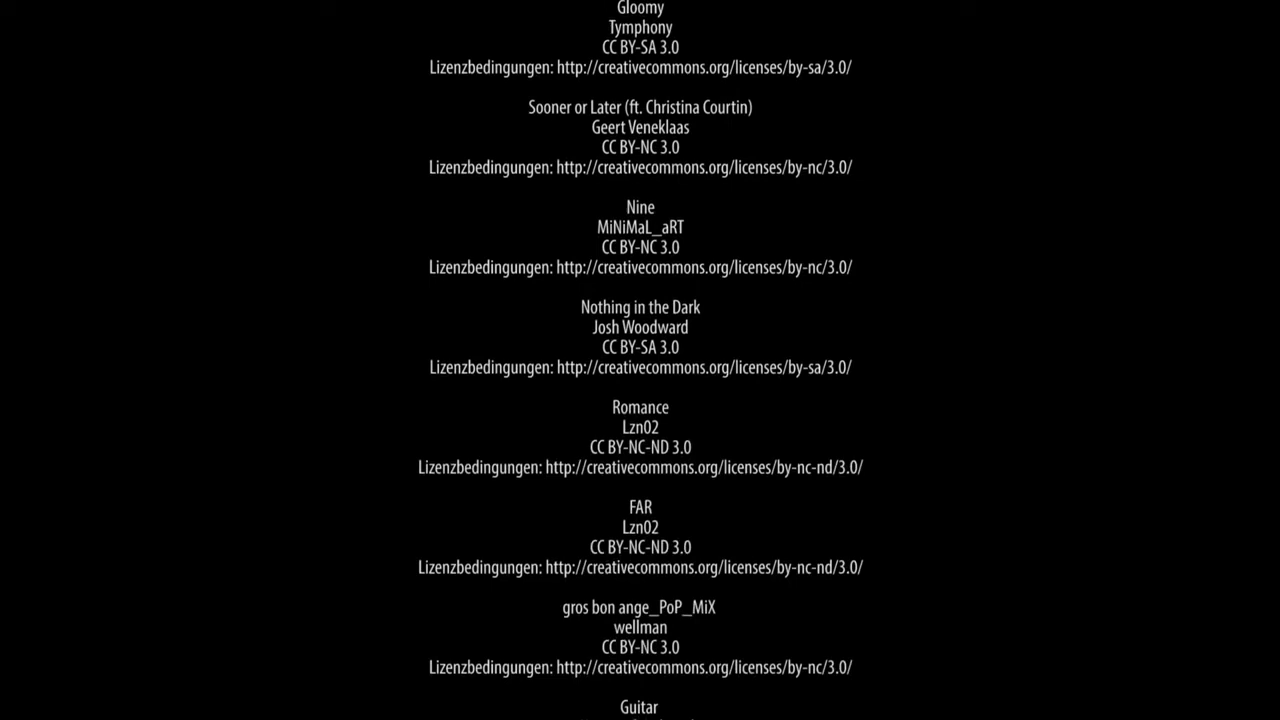 Gloomy
Tymphony
CC BY-SA 3.0
Lizenzbedingungen: http://creativecommons.org/licenses/by-sa/3.0/
Sooner or Later (ft. Christina Courtin)
Geert Veneklaas
CC BY-NC 3.0
Lizenzbedingungen: http://creativecommons.org/licenses/by-nc/3.0/
Nine
MiNiMaL_aRT
CC BY-NC 3.0
Lizenzbedingungen: http://creativecommons.org/licenses/by-nc/3.0/
Nothing in the Dark
Josh Woodward
CC BY-SA 3.0
Lizenzbedingungen: http://creativecommons.org/licenses/by-sa/3.0/
Romance
Lzn02
CC BY-NC-ND 3.0
Lizenzbedingungen: http://creativecommons.org/licenses/by-nc-nd/3.0/
FAR
Lzn02
CC BY-NC-ND 3.0
Lizenzbedingungen: http://creativecommons.org/licenses/by-nc-nd/3.0/
gros bon ange_PoP_MiX
wellman
CC BY-NC 3.0
Lizenzbedingungen: http://creativecommons.org/licenses/by-nc/3.0/
Guitar